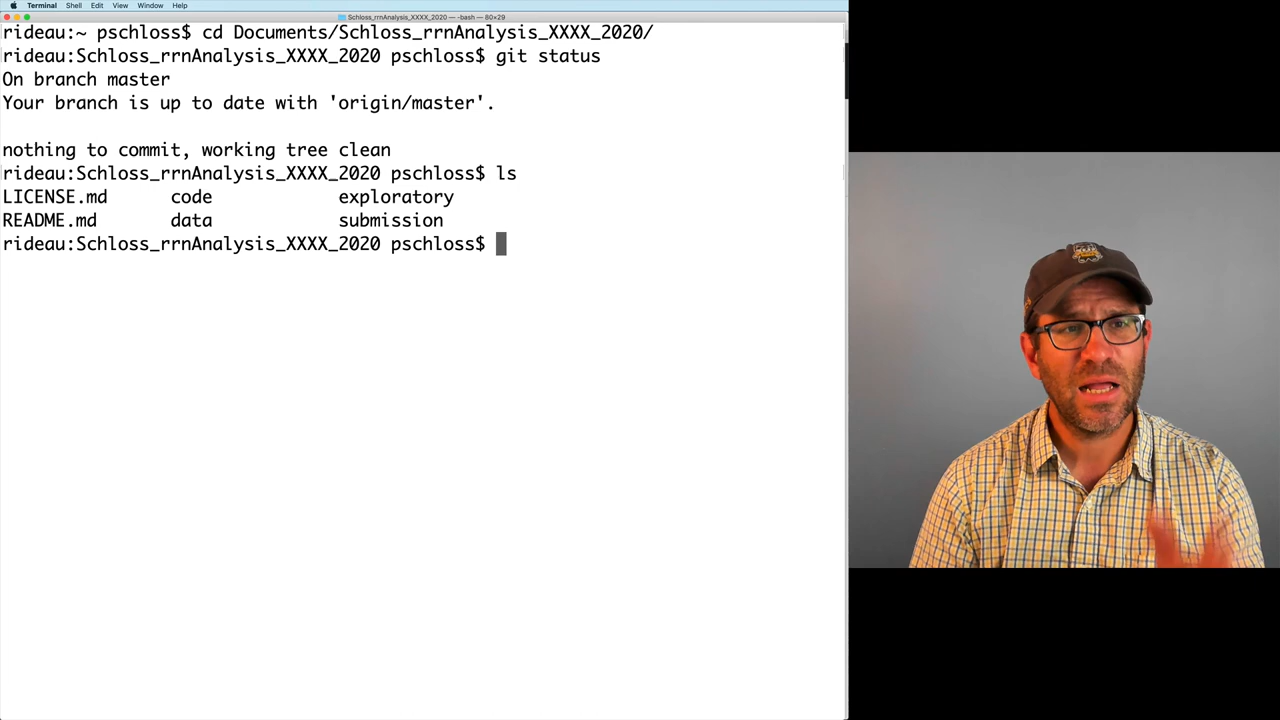 Terminal Shell Edit View Window Help
Schloss_rrnAnalysis_XXXX_2020 — -bash — 80×29
rideau:~ pschloss$ cd Documents/Schloss_rrnAnalysis_XXXX_2020/
rideau:Schloss_rrnAnalysis_XXXX_2020 pschloss$ git status
On branch master
Your branch is up to date with 'origin/master'.
nothing to commit, working tree clean
rideau:Schloss_rrnAnalysis_XXXX_2020 pschloss$ ls
LICENSE.md code exploratory
README.md data submission
rideau:Schloss_rrnAnalysis_XXXX_2020 pschloss$